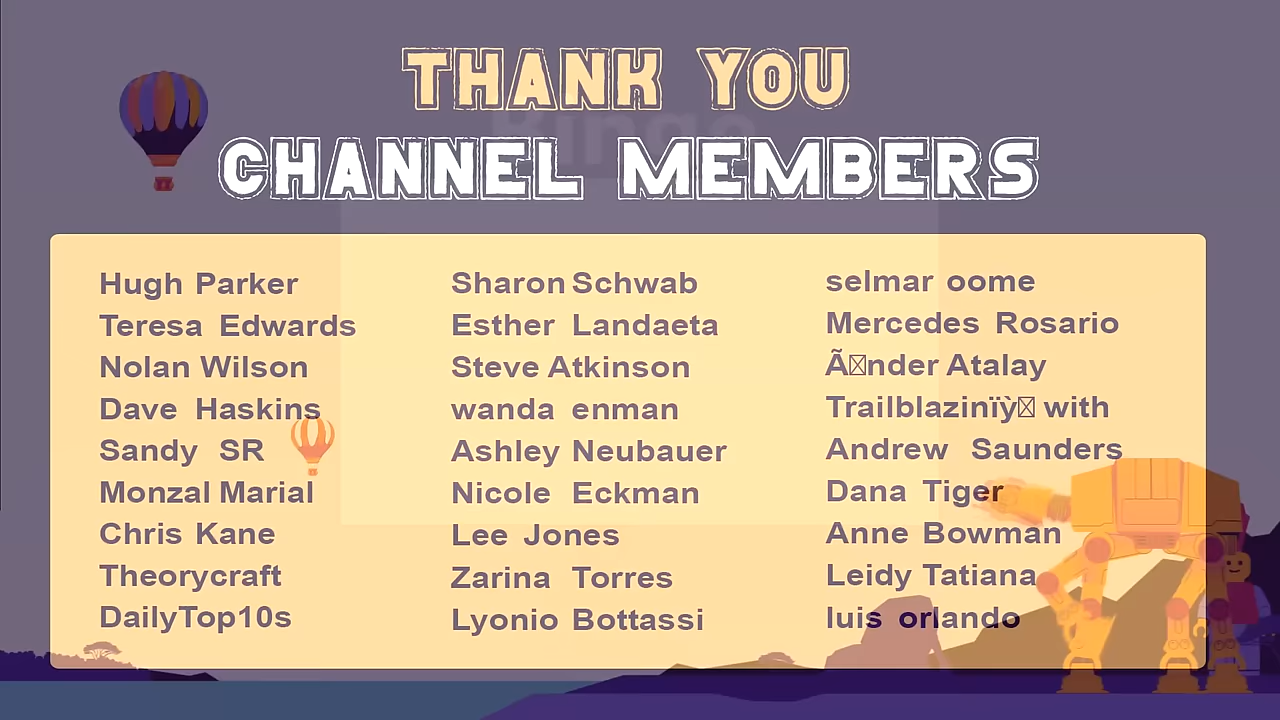 THANK YOU
CHANNEL MEMBERS
Hugh Parker
Teresa Edwards
Nolan Wilson
Dave Haskins
Sandy SR
Monzal Marial
Chris Kane
Theorycraft
DailyTop10s
Sharon Schwab
Esther Landaeta
Steve Atkinson
wanda enman
Ashley Neubauer
Nicole Eckman
Lee Jones
Zarina Torres
Lyonio Bottassi
selmar oome
Mercedes Rosario
Ã�nder Atalay
Trailblazinïỳ� with
Andrew Saunders
Dana Tiger
Anne Bowman
Leidy Tatiana
luis orlando